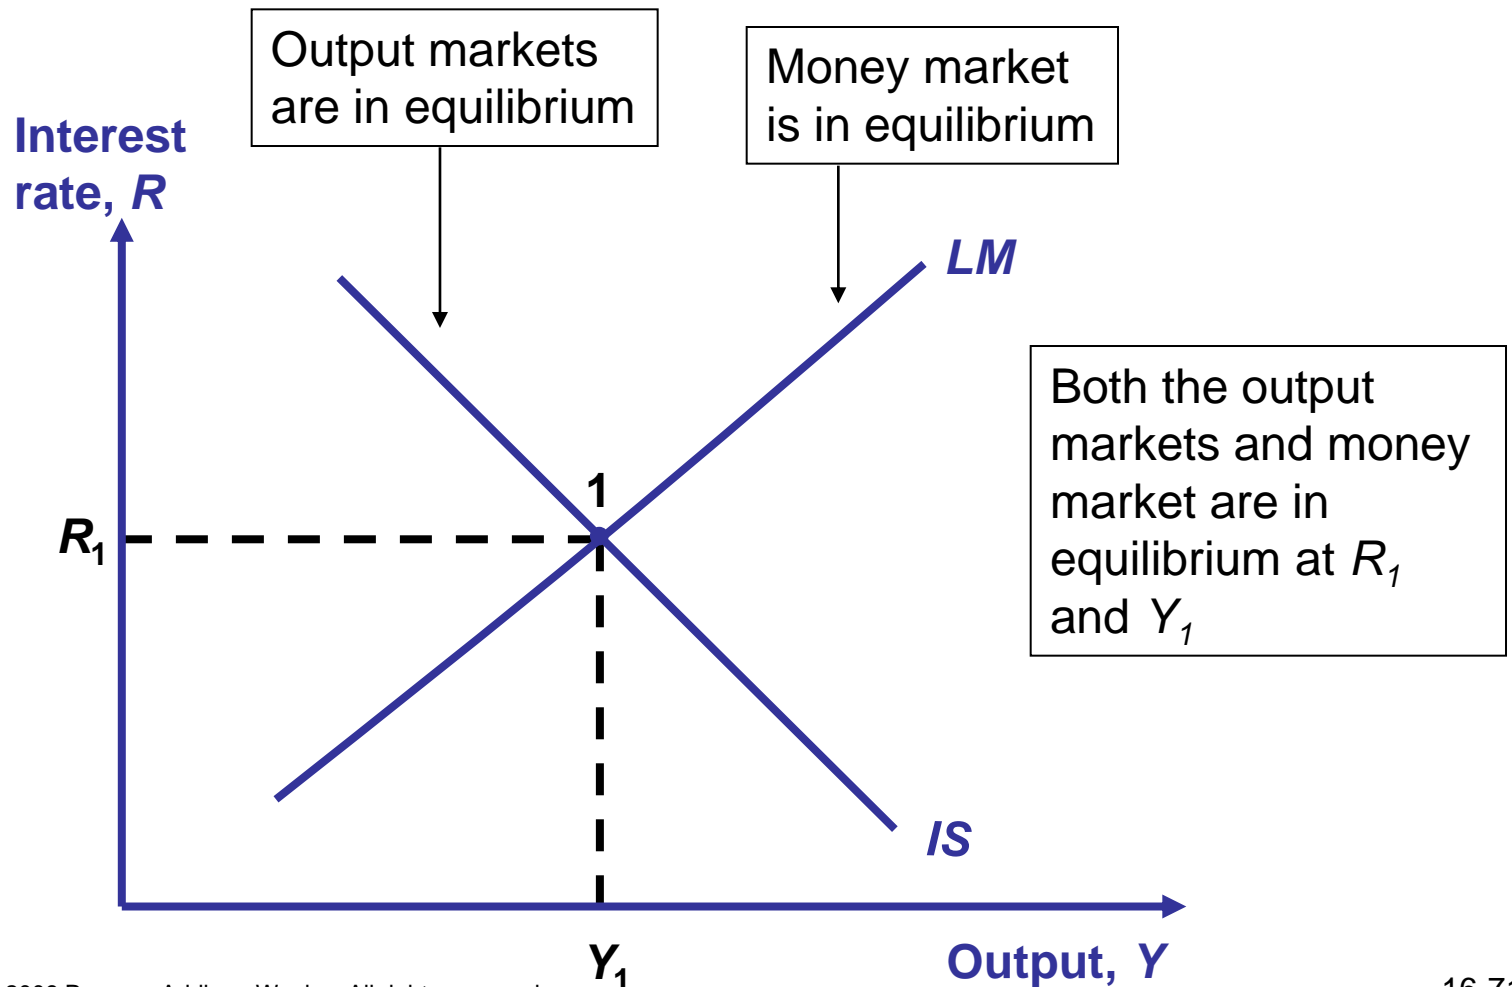 Output markets
are in equilibrium
Money market
is in equilibrium
Interest
rate, R
LM
Both the output
markets and money
market are in
equilibrium at R1
and Y1
1
R1
IS
Y1
Output, Y